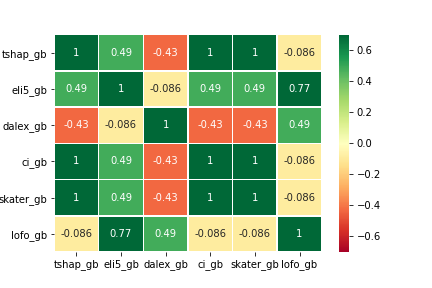 tshap_gb 1 0.49 -0.43 1 1 -0.086
eli5_gb 0.49 1 -0.086 0.49 0.49 0.77
dalex_gb -0.43 -0.086 1 -0.43 -0.43 0.49
ci_gb 1 0.49 -0.43 1 1 -0.086
skater_gb 1 0.49 -0.43 1 1 -0.086
lofo_gb -0.086 0.77 0.49 -0.086 -0.086 1
tshap_gb eli5_gb dalex_gb ci_gb skater_gb lofo_gb
0.6
0.4
0.2
0.0
−0.2
−0.4
−0.6